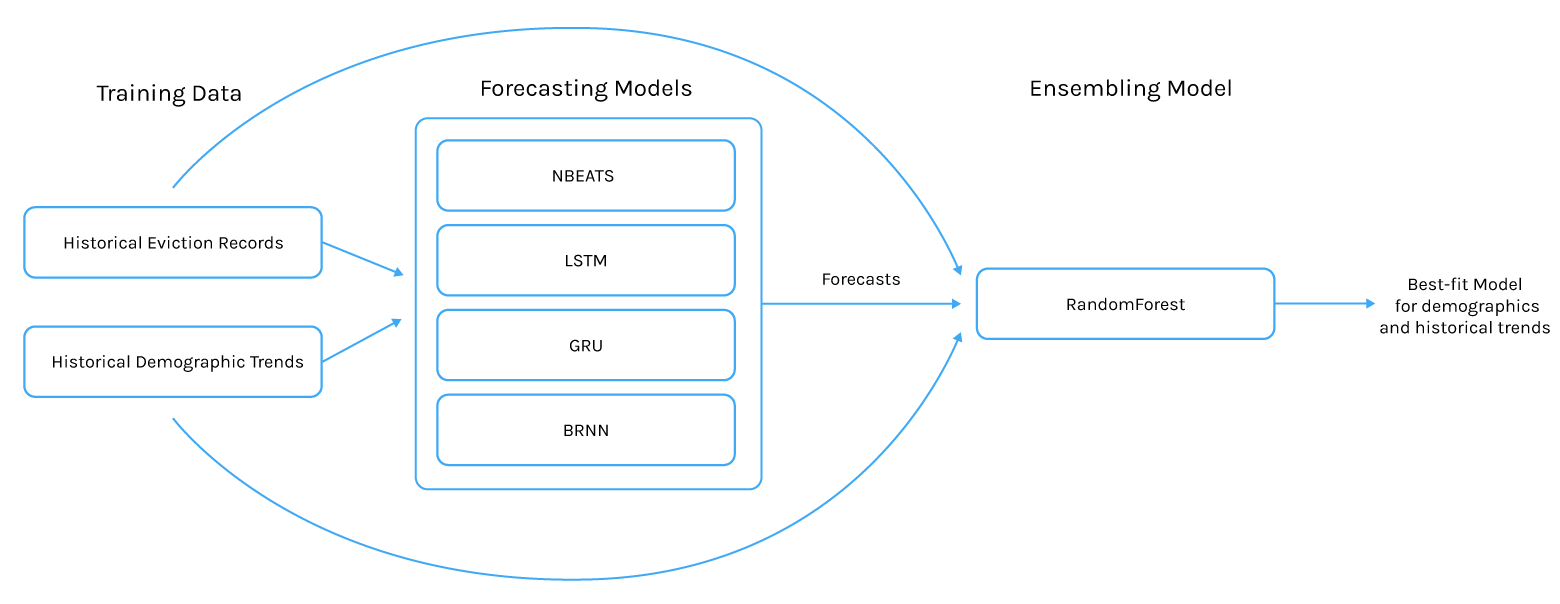 Training Data
Forecasting Models
Ensembling Model
Historical Eviction Records
Historical Demographic Trends
NBEATS
LSTM
GRU
BRNN
Forecasts
RandomForest
Best-fit Model
for demographics
and historical trends